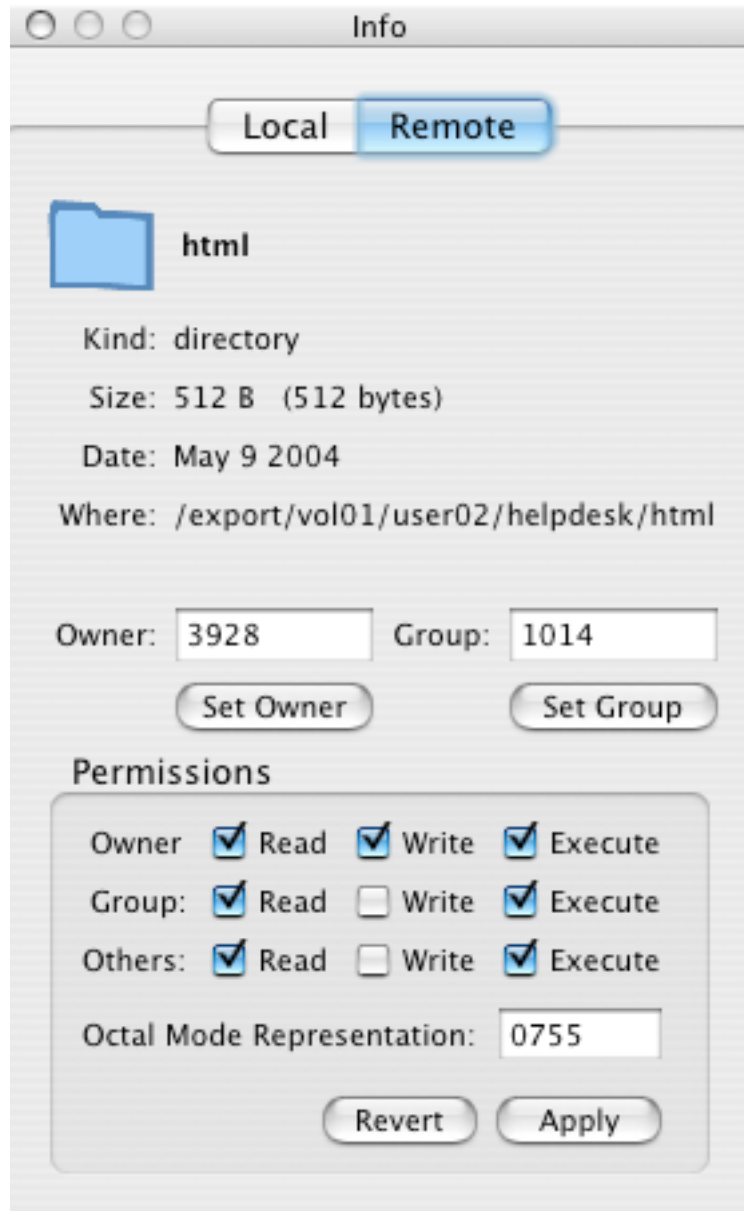 Info
Local Remote
html
Kind: directory
Size: 512 B (512 bytes)
Date: May 9 2004
Where: /export/vol01/user02/helpdesk/html
Owner: 3928 Group: 1014
Set Owner Set Group
Permissions
Owner Read Write Execute
Group: Read Write Execute
Others: Read Write Execute
Octal Mode Representation: 0755
Revert Apply